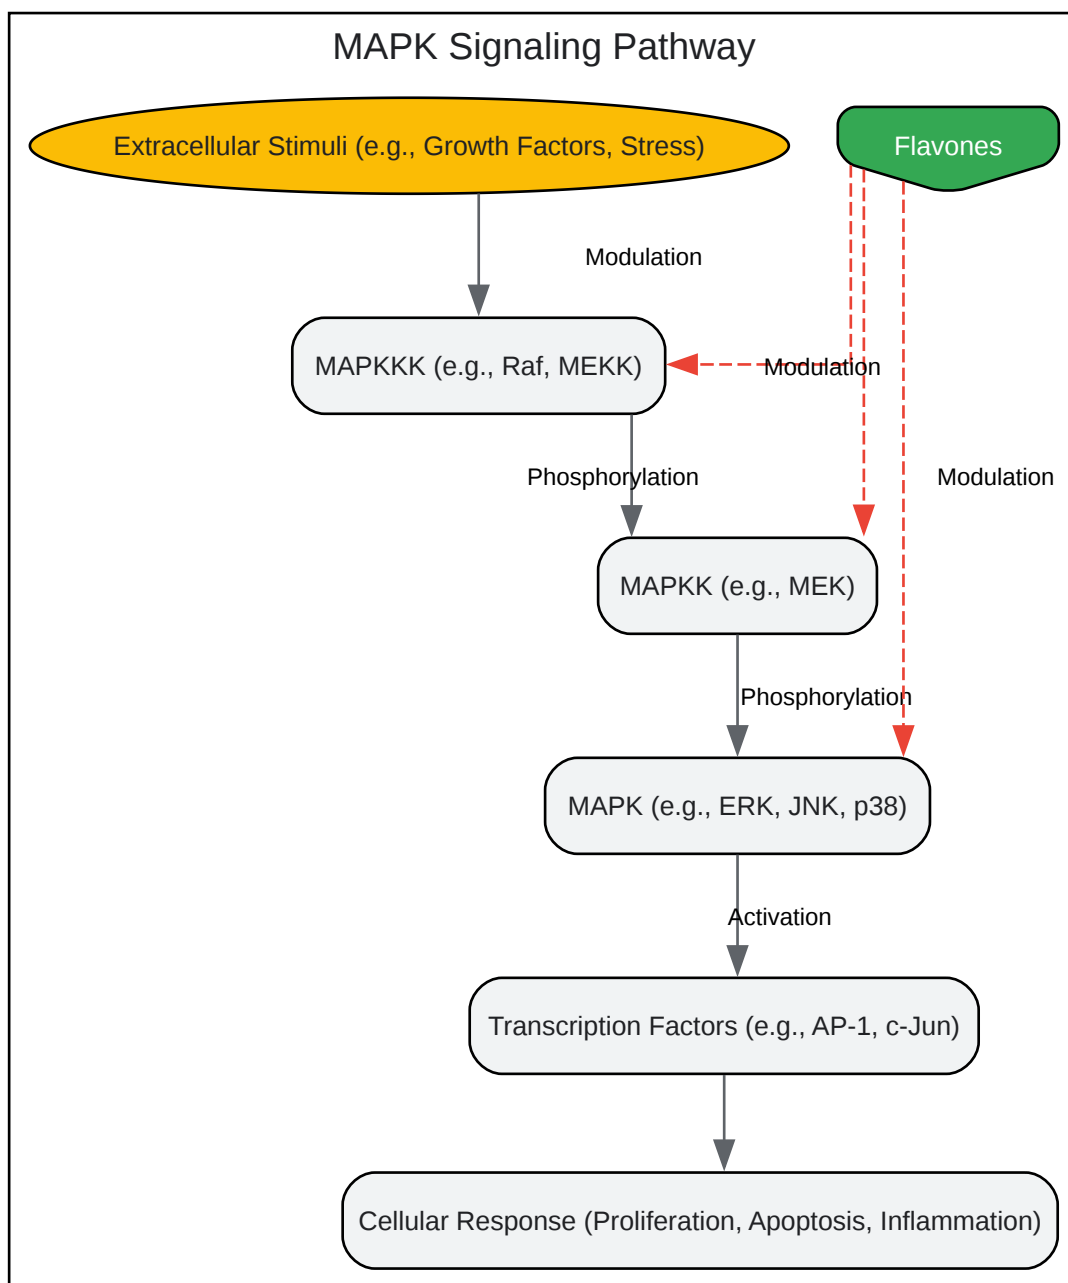 MAPK Signaling Pathway
Extracellular Stimuli (e.g., Growth Factors, Stress)
Flavones
Modulation
MAPKKK (e.g., Raf, MEKK)
Modulation
Phosphorylation
Modulation
MAPKK (e.g., MEK)
Phosphorylation
MAPK (e.g., ERK, JNK, p38)
Activation
Transcription Factors (e.g., AP-1, c-Jun)
Cellular Response (Proliferation, Apoptosis, Inflammation)